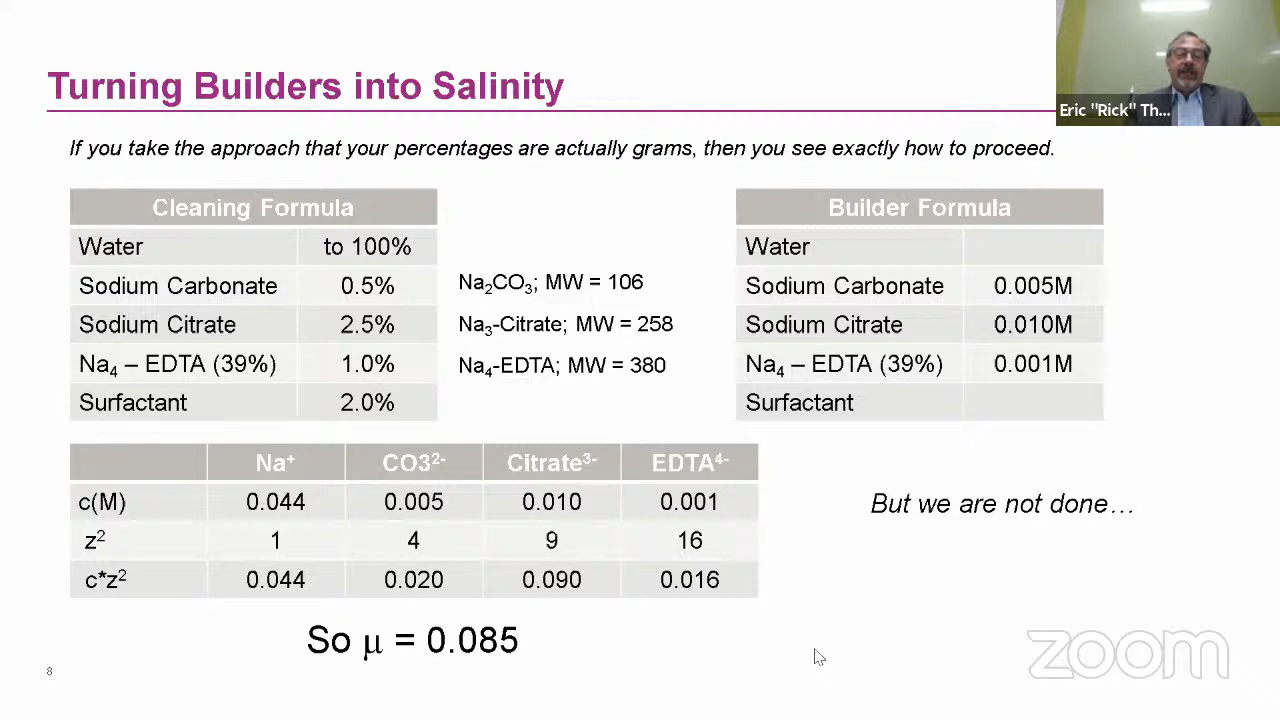 Turning Builders into Salinity
Eric "Rick" Th...
If you take the approach that your percentages are actually grams, then you see exactly how to proceed.
Cleaning Formula
Water to 100%
Sodium Carbonate 0.5%
Sodium Citrate 2.5%
Na₄ – EDTA (39%) 1.0%
Surfactant 2.0%
Na₂CO₃; MW = 106
Na₃-Citrate; MW = 258
Na₄-EDTA; MW = 380
Builder Formula
Water
Sodium Carbonate 0.005M
Sodium Citrate 0.010M
Na₄ – EDTA (39%) 0.001M
Surfactant
Na⁺ CO3²⁻ Citrate³⁻ EDTA⁴⁻
c(M) 0.044 0.005 0.010 0.001
z² 1 4 9 16
c*z² 0.044 0.020 0.090 0.016
But we are not done…
So μ = 0.085
8
zoom